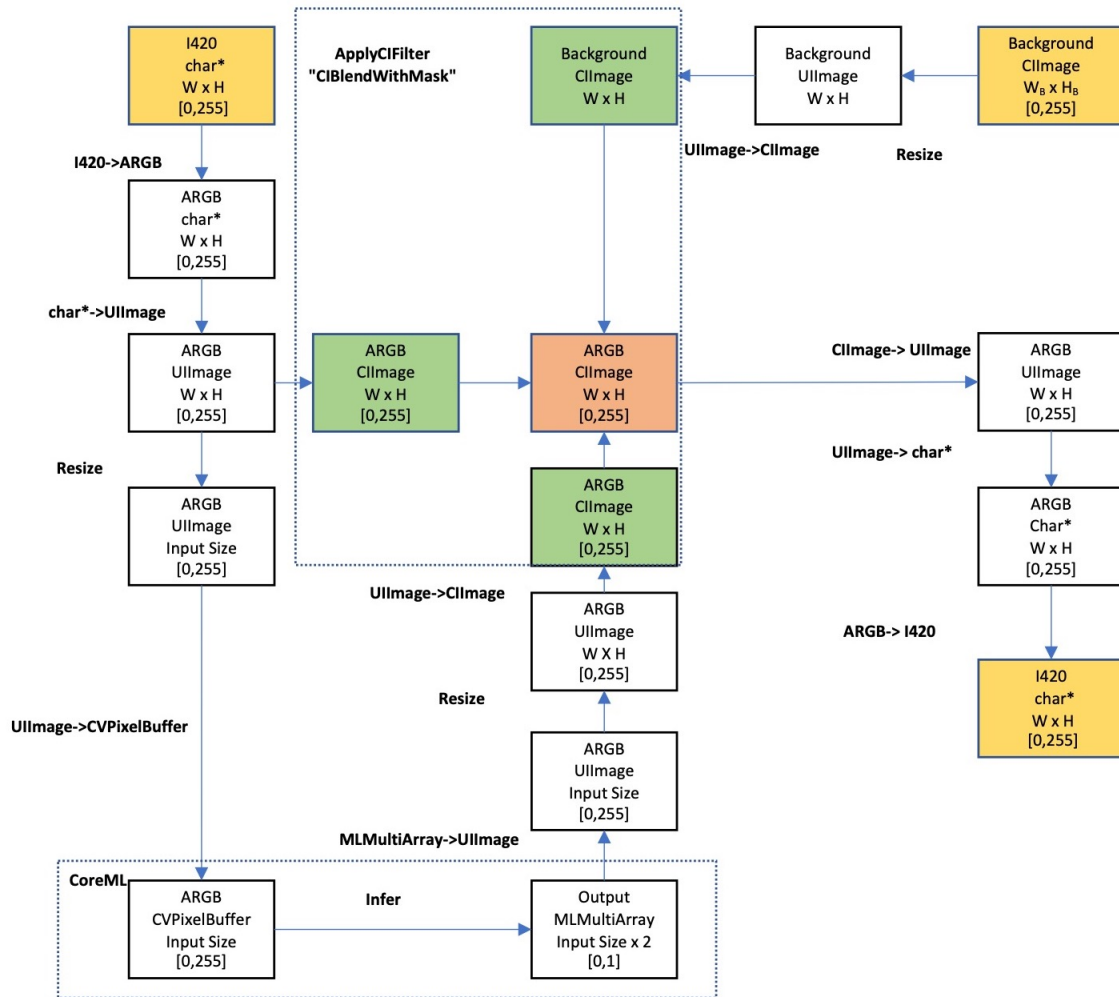 I420
char*
W x H
[0,255]
ApplyCIFilter
"CIBlendWithMask"
Background
CIImage
W x H
Background
UIImage
W x H
Background
CIImage
W_B x H_B
[0,255]
UIImage->CIImage
Resize
I420->ARGB
ARGB
char*
W x H
[0,255]
char*->UIImage
ARGB
UIImage
W x H
[0,255]
ARGB
CIImage
W x H
[0,255]
ARGB
CIImage
W x H
[0,255]
CIImage-> UIImage
ARGB
UIImage
W x H
[0,255]
Resize
UIImage-> char*
ARGB
UIImage
Input Size
[0,255]
ARGB
CIImage
W x H
[0,255]
ARGB
Char*
W x H
[0,255]
UIImage->CIImage
ARGB
UIImage
W X H
[0,255]
ARGB-> I420
I420
char*
W x H
[0,255]
Resize
UIImage->CVPixelBuffer
ARGB
UIImage
Input Size
[0,255]
MLMultiArray->UIImage
CoreML
ARGB
CVPixelBuffer
Input Size
[0,255]
Infer
Output
MLMultiArray
Input Size x 2
[0,1]